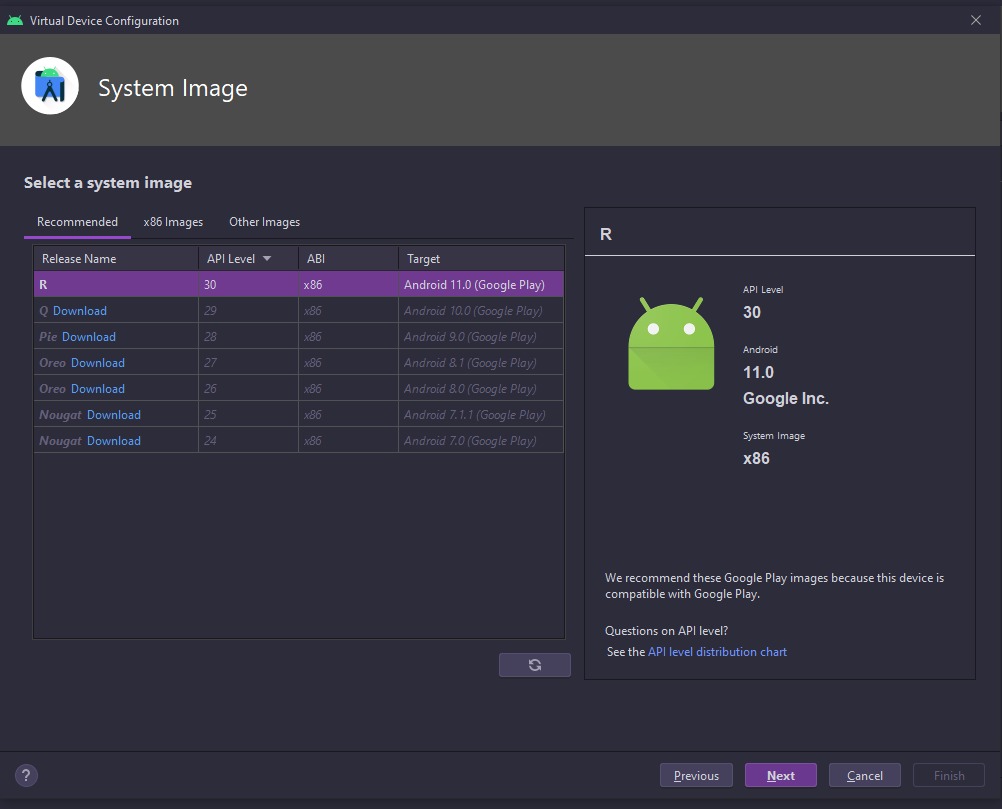 Virtual Device Configuration
System Image
Select a system image
Recommended x86 Images Other Images
Release Name API Level ABI Target
R 30 x86 Android 11.0 (Google Play)
Q Download 29 x86 Android 10.0 (Google Play)
Pie Download 28 x86 Android 9.0 (Google Play)
Oreo Download 27 x86 Android 8.1 (Google Play)
Oreo Download 26 x86 Android 8.0 (Google Play)
Nougat Download 25 x86 Android 7.1.1 (Google Play)
Nougat Download 24 x86 Android 7.0 (Google Play)
R
API Level
30
Android
11.0
Google Inc.
System Image
x86
We recommend these Google Play images because this device is
compatible with Google Play.
Questions on API level?
See the API level distribution chart
? Previous Next Cancel Finish